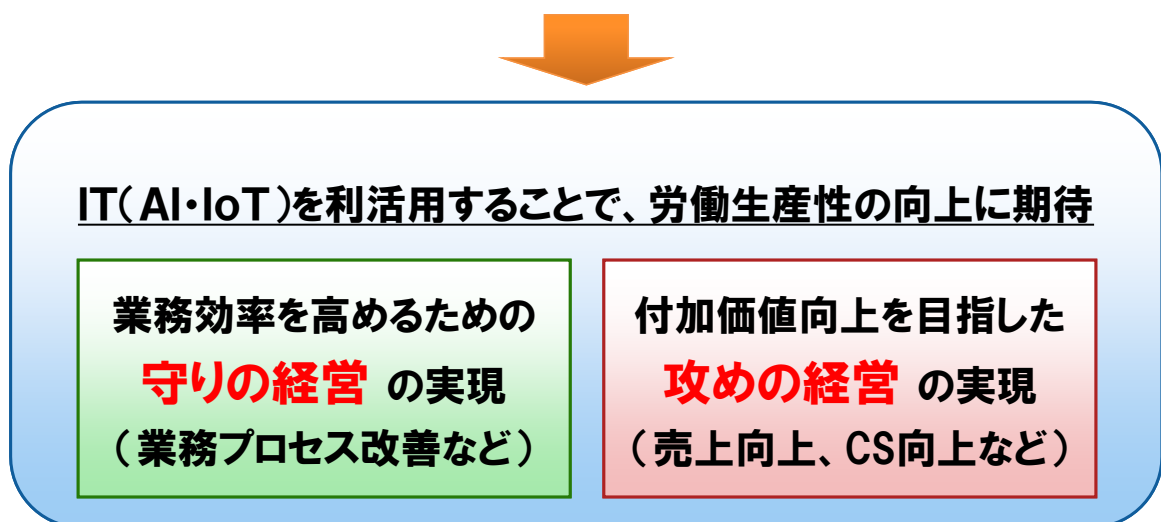 IT(AI・IoT)を利活用することで、労働生産性の向上に期待
業務効率を高めるための
守りの経営 の実現
(業務プロセス改善など)
付加価値向上を目指した
攻めの経営 の実現
(売上向上、CS向上など)